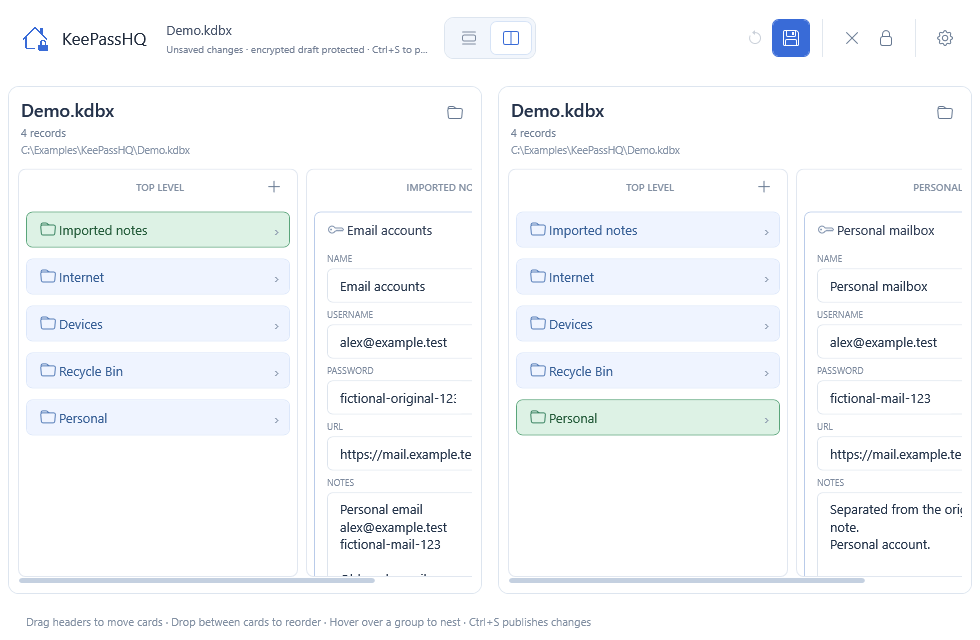 KeePassHQ
Demo.kdbx
Unsaved changes · encrypted draft protected · Ctrl+S to p...
Demo.kdbx
4 records
C:\Examples\KeePassHQ\Demo.kdbx
TOP LEVEL
Imported notes
Internet
Devices
Recycle Bin
Personal
IMPORTED NO
Email accounts
NAME
Email accounts
USERNAME
alex@example.test
PASSWORD
fictional-original-123
URL
https://mail.example.te
NOTES
Personal email
alex@example.test
fictional-mail-123
Demo.kdbx
4 records
C:\Examples\KeePassHQ\Demo.kdbx
TOP LEVEL
Imported notes
Internet
Devices
Recycle Bin
Personal
PERSONAL
Personal mailbox
NAME
Personal mailbox
USERNAME
alex@example.test
PASSWORD
fictional-mail-123
URL
https://mail.example.te
NOTES
Separated from the orig
note.
Personal account.
Drag headers to move cards · Drop between cards to reorder · Hover over a group to nest · Ctrl+S publishes changes